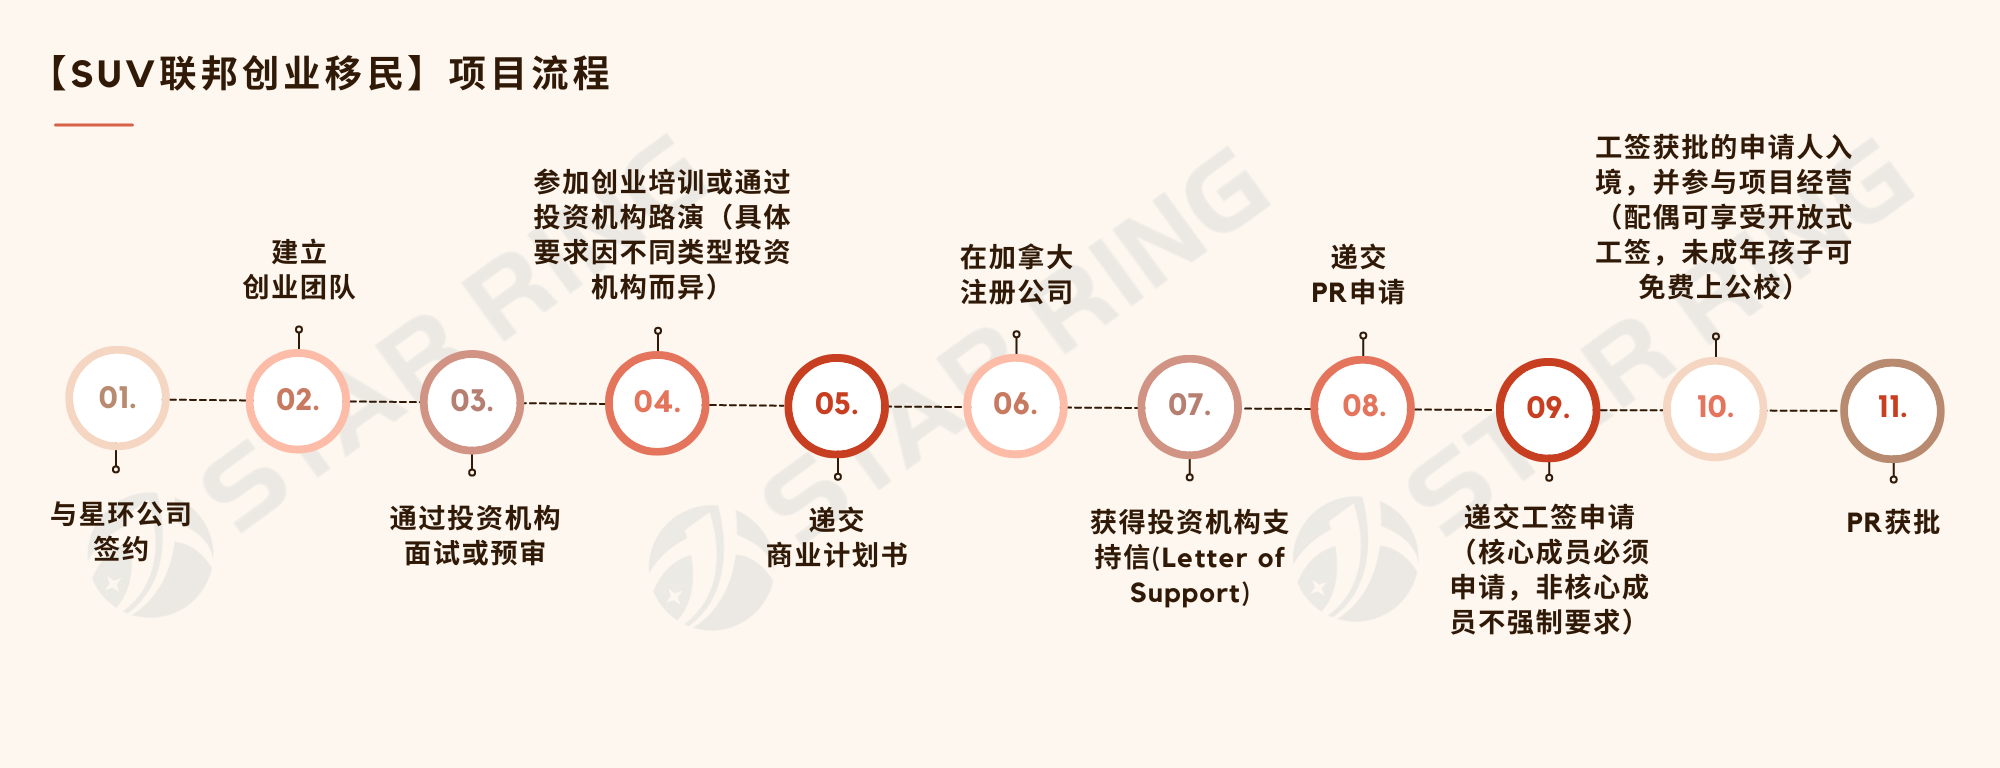 【SUV联邦创业移民】项目流程
01.
与星环公司
签约
02.
建立
创业团队
03.
通过投资机构
面试或预审
04.
参加创业培训或通过
投资机构路演（具体
要求因不同类型投资
机构而异）
05.
递交
商业计划书
06.
在加拿大
注册公司
07.
获得投资机构支
持信(Letter of
Support)
08.
递交
PR申请
09.
递交工签申请
（核心成员必须
申请，非核心成
员不强制要求）
10.
工签获批的申请人入
境，并参与项目经营
（配偶可享受开放式
工签，未成年孩子可
免费上公校）
11.
PR获批
STAR RING
STAR RING
STAR RING